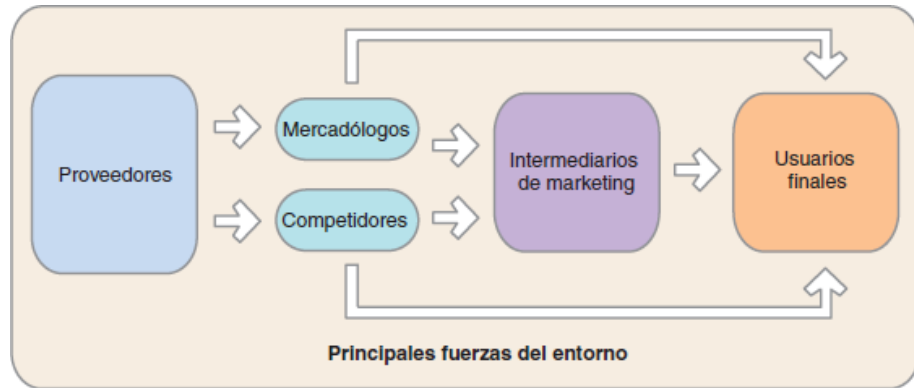 Proveedores
Mercadólogos
Competidores
Intermediarios
de marketing
Usuarios
finales
Principales fuerzas del entorno